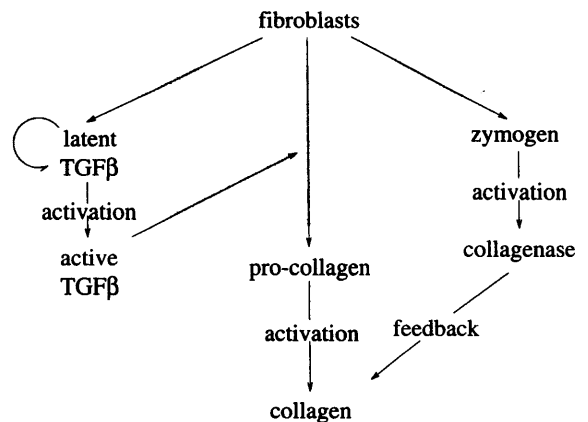 fibroblasts
latent
TGFβ
zymogen
activation
activation
active
TGFβ
collagenase
pro-collagen
activation
feedback
collagen